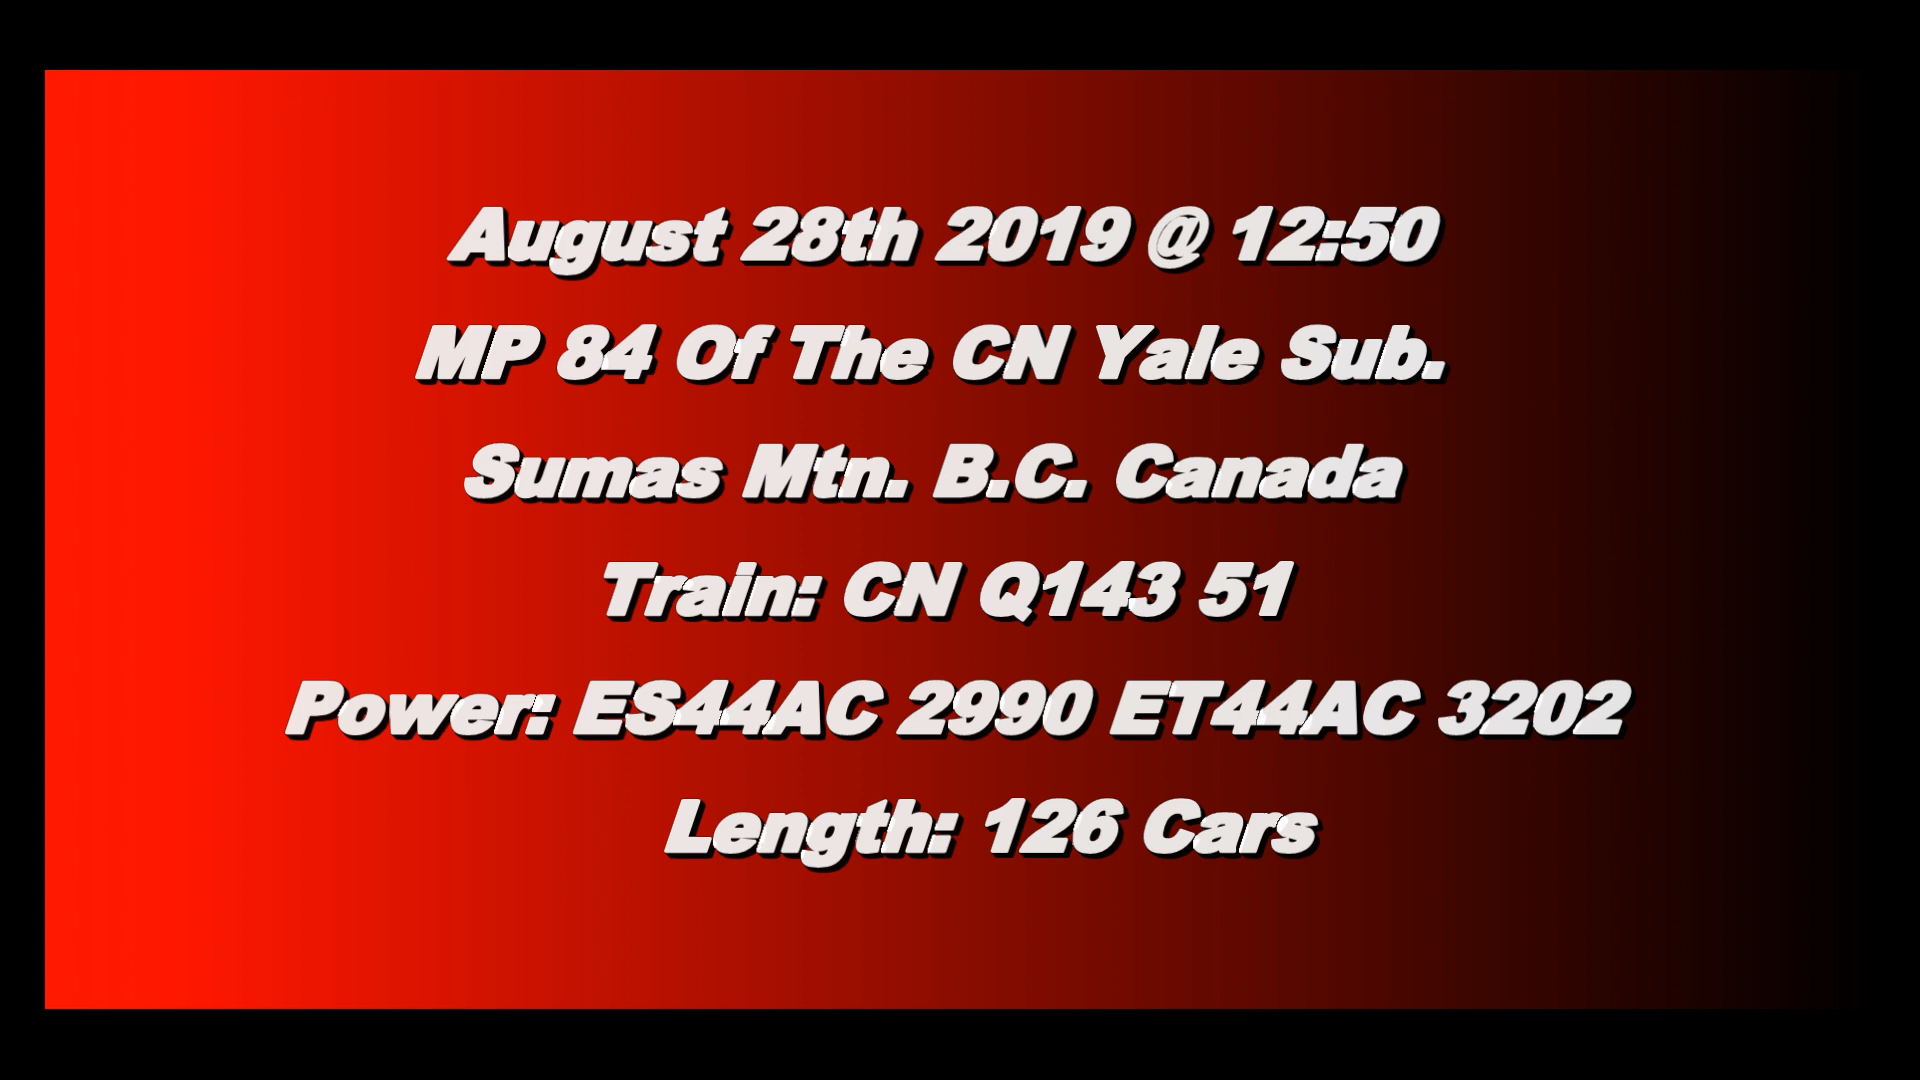 August 28th 2019 @ 12:50
MP 84 Of The CN Yale Sub.
Sumas Mtn. B.C. Canada
Train: CN Q143 51
Power: ES44AC 2990 ET44AC 3202
Length: 126 Cars